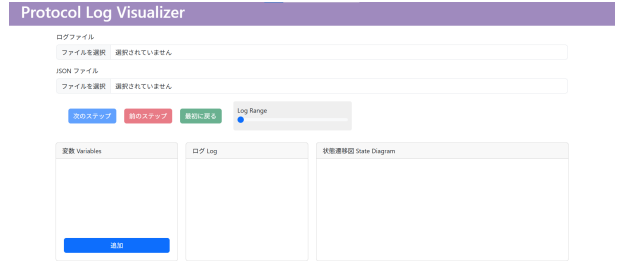 Protocol Log Visualizer
ログファイル
ファイルを選択 選択されていません
JSON ファイル
ファイルを選択 選択されていません
次のステップ 前のステップ 最初に戻る Log Range
変数 Variables ログ Log 状態遷移図 State Diagram
追加